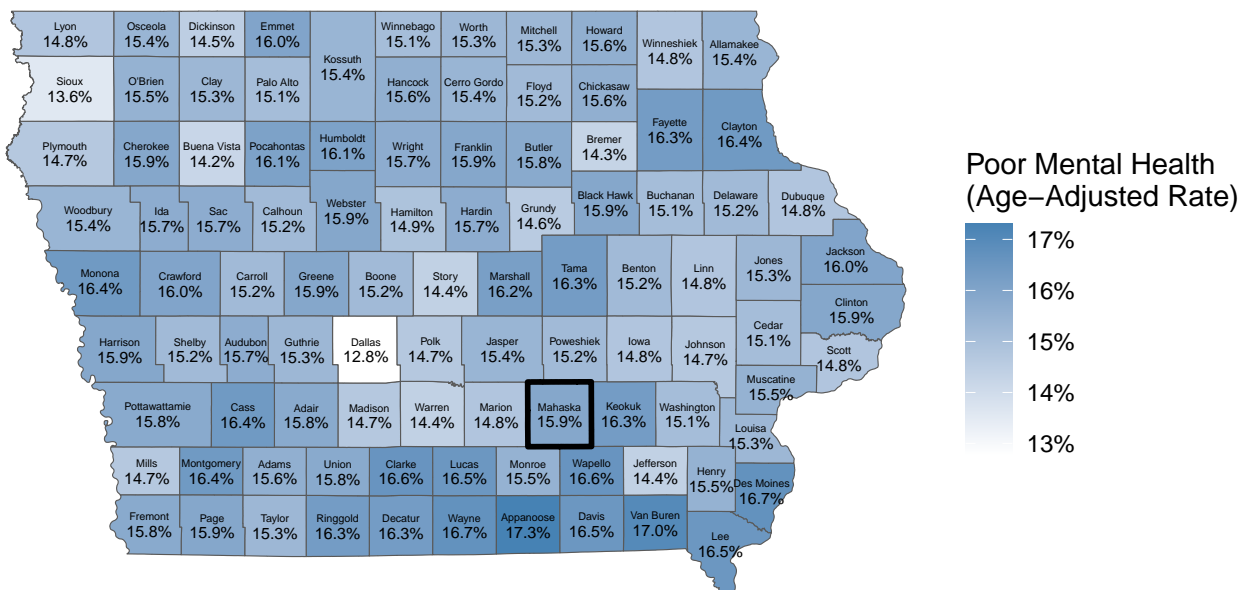 Lyon
14.8%
Osceola
15.4%
Dickinson
14.5%
Emmet
16.0%
Kossuth
15.4%
Winnebago
15.1%
Worth
15.3%
Mitchell
15.3%
Howard
15.6%
Winneshiek
14.8%
Allamakee
15.4%
Sioux
13.6%
O'Brien
15.5%
Clay
15.3%
Palo Alto
15.1%
Hancock
15.6%
Cerro Gordo
15.4%
Floyd
15.2%
Chickasaw
15.6%
Fayette
16.3%
Clayton
16.4%
Plymouth
14.7%
Cherokee
15.9%
Buena Vista
14.2%
Pocahontas
16.1%
Humboldt
16.1%
Wright
15.7%
Franklin
15.9%
Butler
15.8%
Bremer
14.3%
Woodbury
15.4%
Ida
15.7%
Sac
15.7%
Calhoun
15.2%
Webster
15.9%
Hamilton
14.9%
Hardin
15.7%
Grundy
14.6%
Black Hawk
15.9%
Buchanan
15.1%
Delaware
15.2%
Dubuque
14.8%
Monona
16.4%
Crawford
16.0%
Carroll
15.2%
Greene
15.9%
Boone
15.2%
Story
14.4%
Marshall
16.2%
Tama
16.3%
Benton
15.2%
Linn
14.8%
Jones
15.3%
Jackson
16.0%
Clinton
15.9%
Harrison
15.9%
Shelby
15.2%
Audubon
15.7%
Guthrie
15.3%
Dallas
12.8%
Polk
14.7%
Jasper
15.4%
Poweshiek
15.2%
Iowa
14.8%
Johnson
14.7%
Cedar
15.1%
Scott
14.8%
Muscatine
15.5%
Pottawattamie
15.8%
Cass
16.4%
Adair
15.8%
Madison
14.7%
Warren
14.4%
Marion
14.8%
Mahaska
15.9%
Keokuk
16.3%
Washington
15.1%
Louisa
15.3%
Mills
14.7%
Montgomery
16.4%
Adams
15.6%
Union
15.8%
Clarke
16.6%
Lucas
16.5%
Monroe
15.5%
Wapello
16.6%
Jefferson
14.4%
Henry
15.5%
Des Moines
16.7%
Fremont
15.8%
Page
15.9%
Taylor
15.3%
Ringgold
16.3%
Decatur
16.3%
Wayne
16.7%
Appanoose
17.3%
Davis
16.5%
Van Buren
17.0%
Lee
16.5%
Poor Mental Health
(Age−Adjusted Rate)
17%
16%
15%
14%
13%